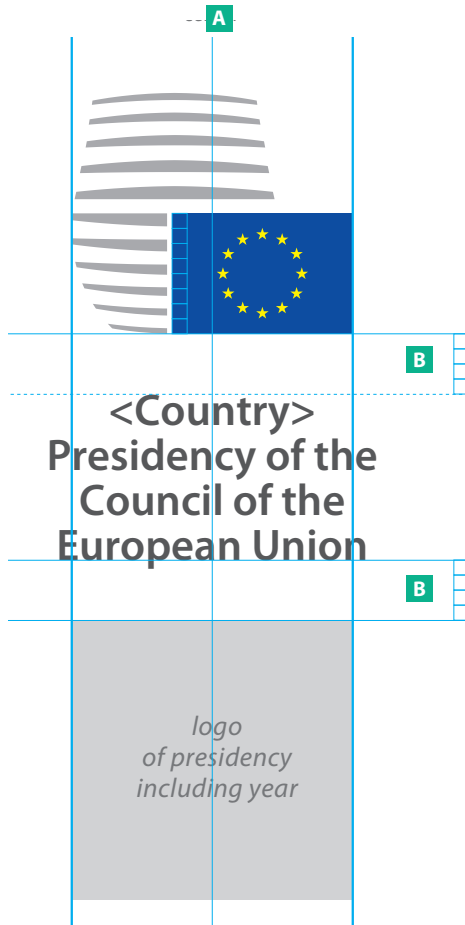 A
B
<Country>
Presidency of the
Council of the
European Union
B
logo
of presidency
including year